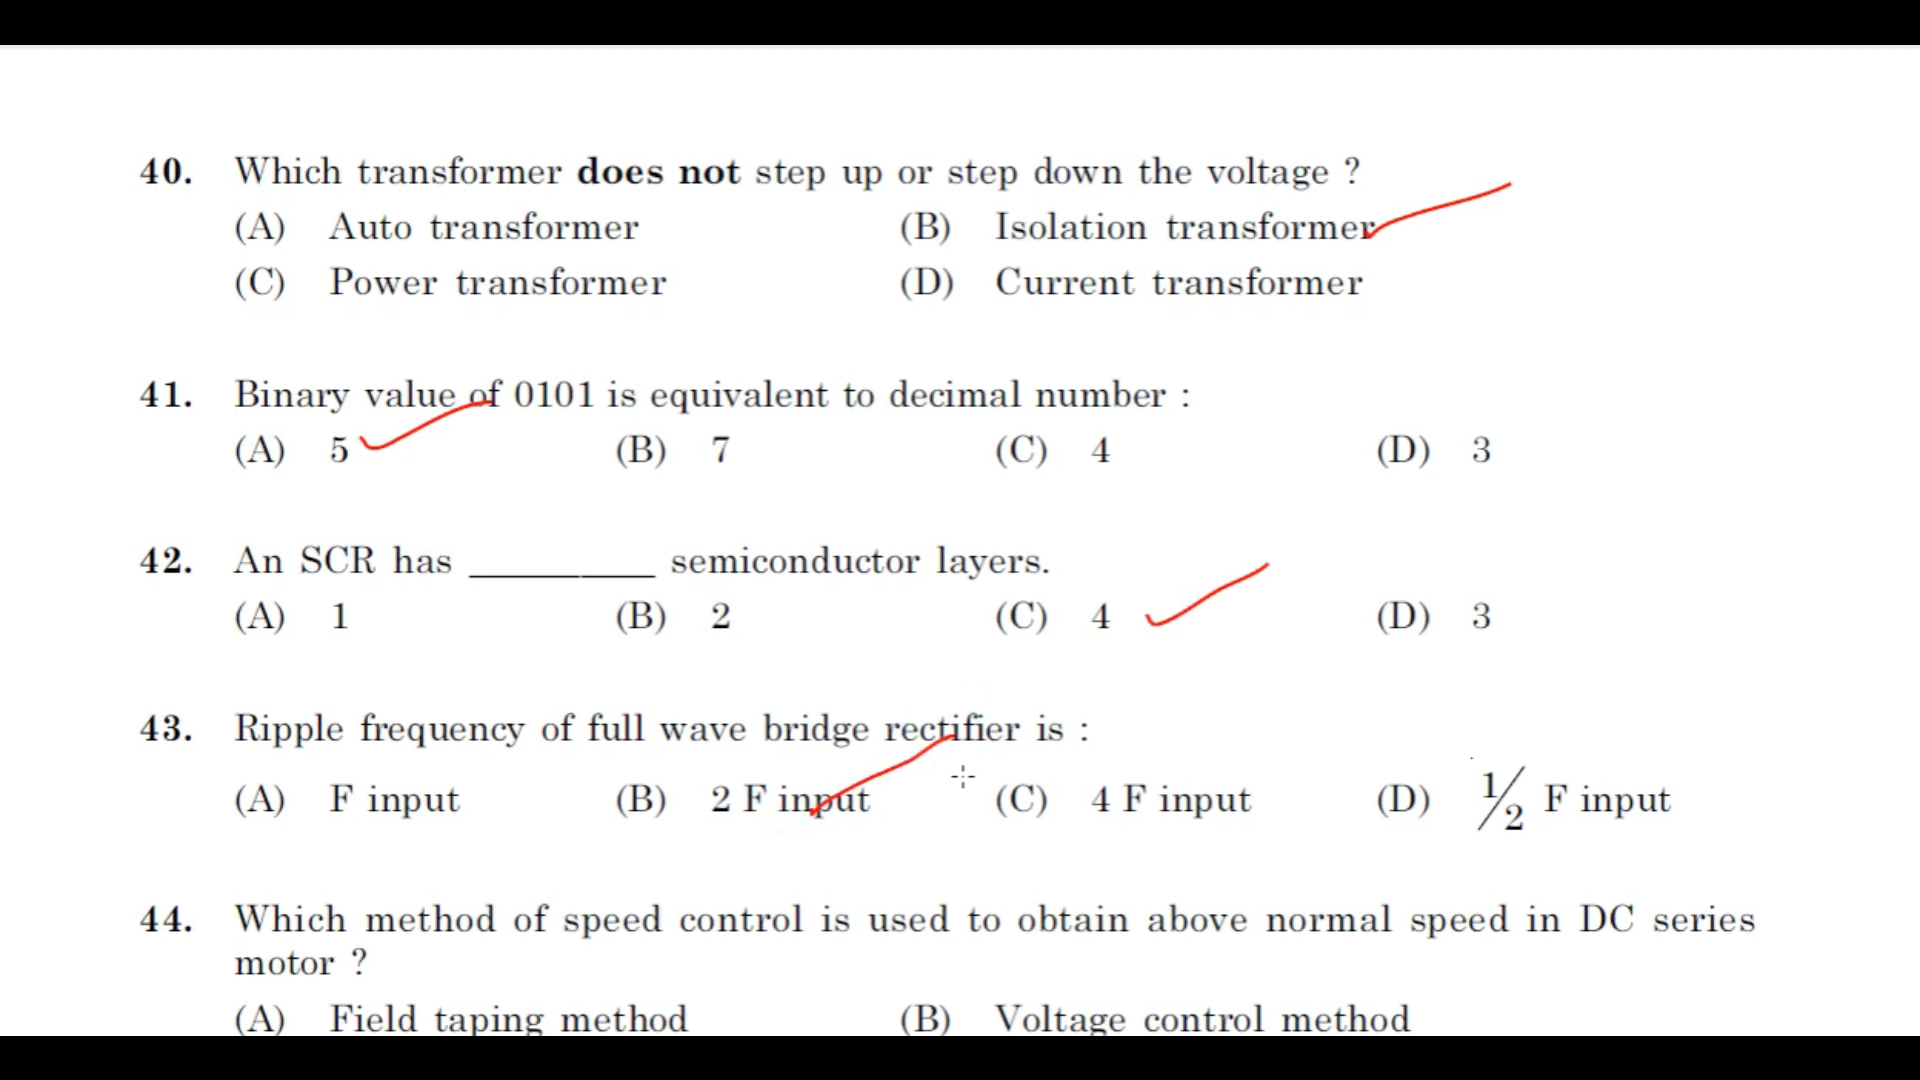 40. Which transformer does not step up or step down the voltage ?
(A) Auto transformer (B) Isolation transformer
(C) Power transformer (D) Current transformer
41. Binary value of 0101 is equivalent to decimal number :
(A) 5 (B) 7 (C) 4 (D) 3
42. An SCR has __________ semiconductor layers.
(A) 1 (B) 2 (C) 4 (D) 3
43. Ripple frequency of full wave bridge rectifier is :
(A) F input (B) 2 F input (C) 4 F input (D) 1/2 F input
44. Which method of speed control is used to obtain above normal speed in DC series
motor ?
(A) Field taping method (B) Voltage control method